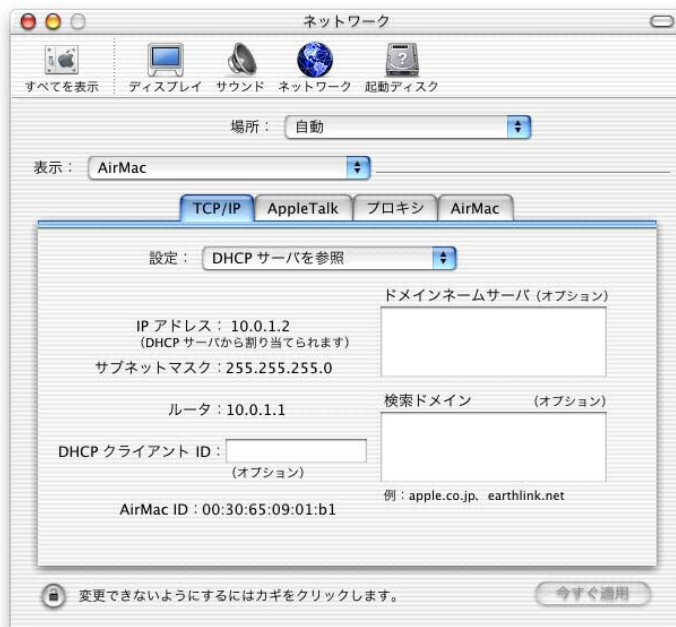 ネットワーク
すべてを表示 ディスプレイ サウンド ネットワーク 起動ディスク
場所： 自動
表示： AirMac
TCP/IP AppleTalk プロキシ AirMac
設定： DHCP サーバを参照
ドメインネームサーバ (オプション)
IP アドレス： 10.0.1.2
(DHCP サーバから割り当てられます)
サブネットマスク：255.255.255.0
ルータ：10.0.1.1
検索ドメイン (オプション)
DHCP クライアント ID：
(オプション)
例：apple.co.jp、earthlink.net
AirMac ID：00:30:65:09:01:b1
変更できないようにするにはカギをクリックします。
今すぐ適用